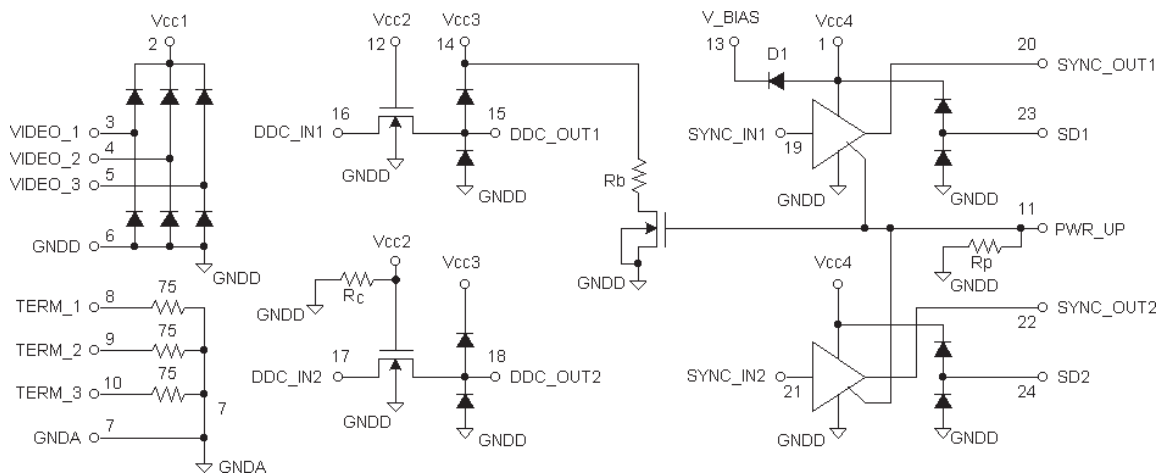 Vcc1
2
3
VIDEO_1
4
VIDEO_2
5
VIDEO_3
6
GNDD
GNDD
8
75
TERM_1
9
75
TERM_2
10
75
TERM_3
7
7
GNDA
GNDA
Vcc2
12
Vcc3
14
16
DDC_IN1
15
DDC_OUT1
GNDD
GNDD
Rb
GNDD
Vcc2
Rc
GNDD
Vcc3
17
DDC_IN2
18
DDC_OUT2
GNDD
GNDD
V_BIAS
13
D1
Vcc4
1
20
SYNC_OUT1
SYNC_IN1
19
23
SD1
GNDD
GNDD
11
PWR_UP
Rp
GNDD
Vcc4
SYNC_OUT2
22
SYNC_IN2
21
SD2
24
GNDD
GNDD